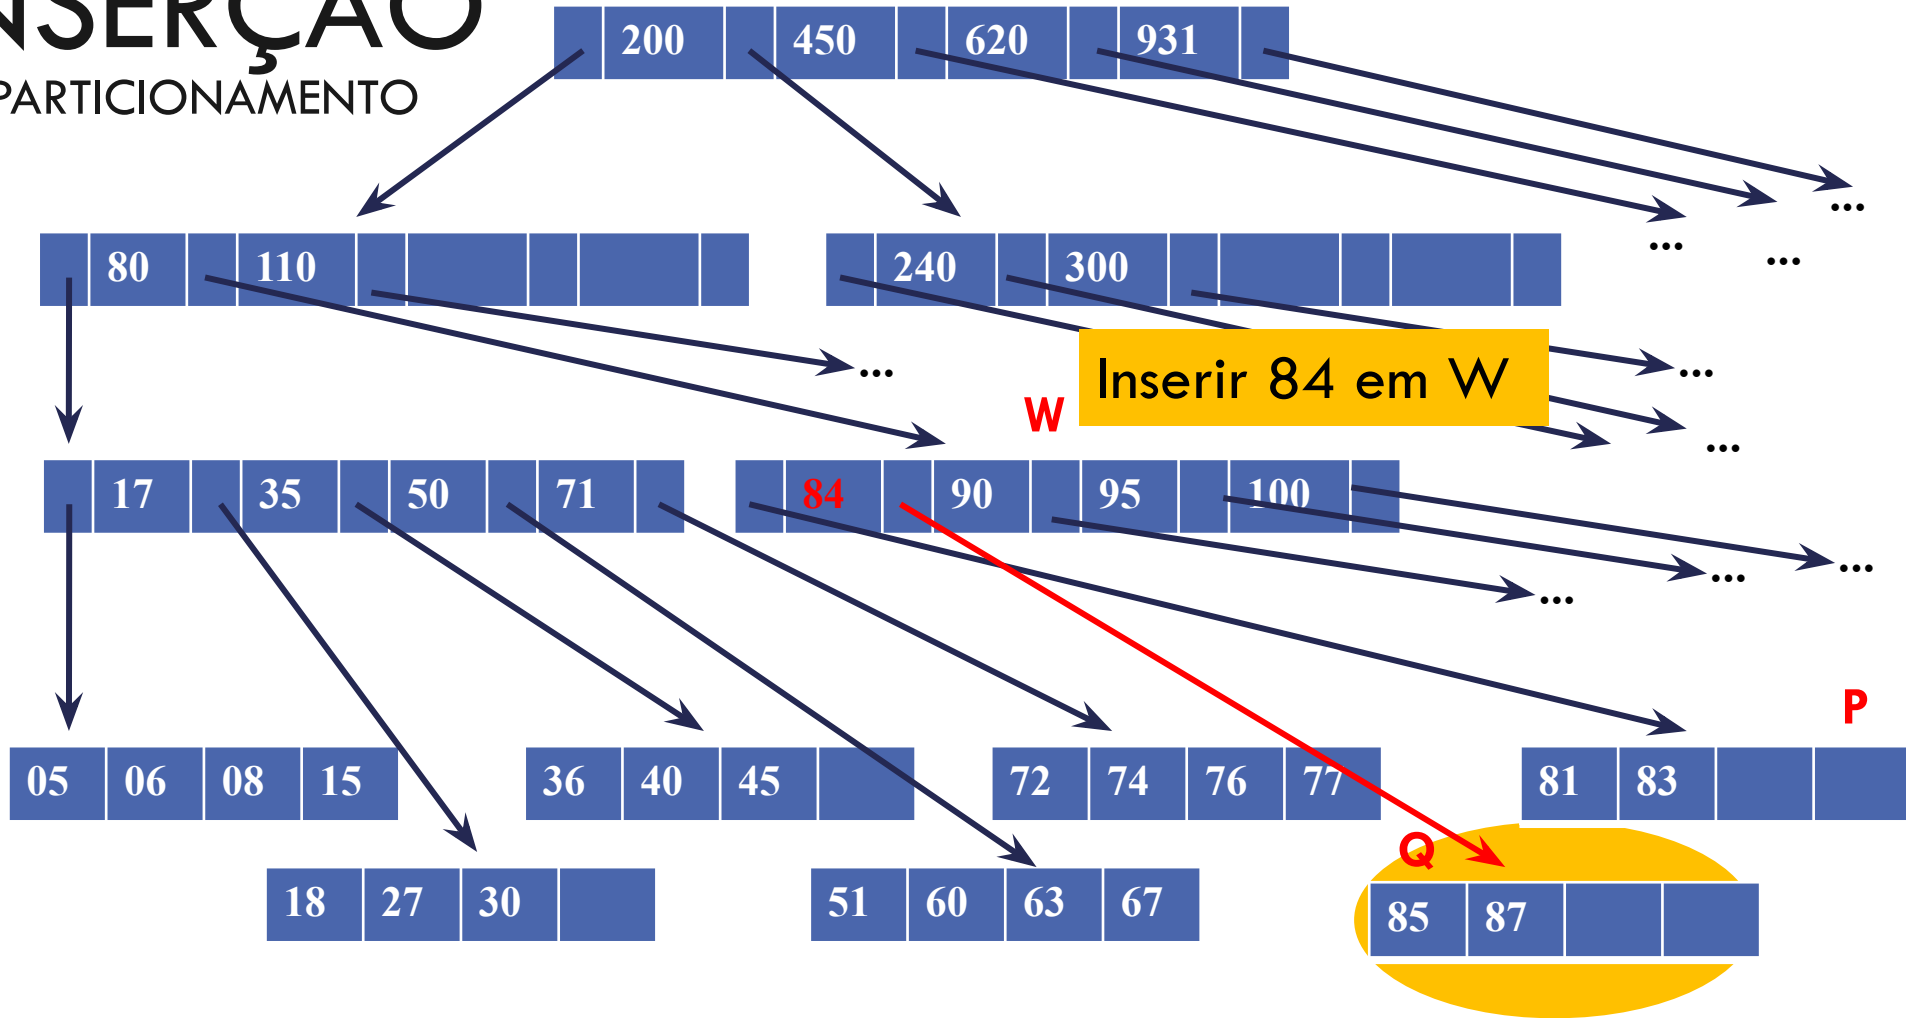 NSERÇÃO
PARTICIONAMENTO
200 450 620 931
... ... ...
80 110
240 300
...
Inserir 84 em W
...
...
W
17 35 50 71
84 90 95 100
... ... ...
P
05 06 08 15
36 40 45
72 74 76 77
81 83
Q
18 27 30
51 60 63 67
85 87